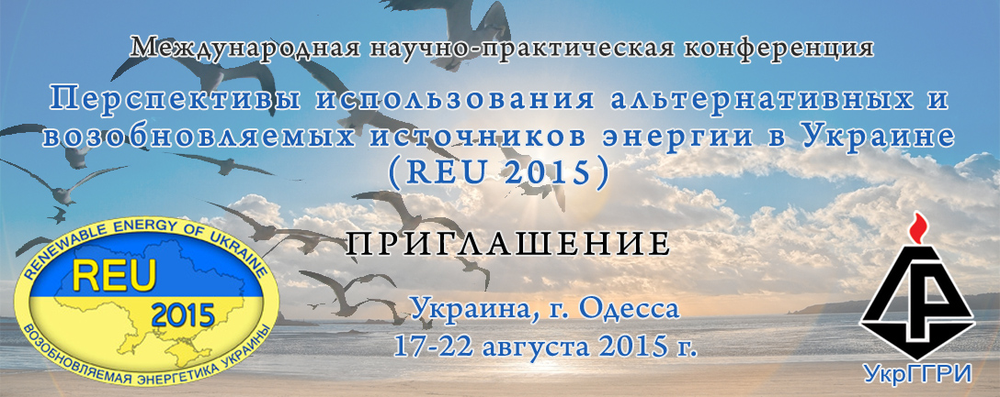 Международная научно-практическая конференция
Перспективы использования альтернативных и
возобновляемых источников энергии в Украине
(REU 2015)
ПРИГЛАШЕНИЕ
Украина, г. Одесса
17-22 августа 2015 г.
RENEWABLE ENERGY OF UKRAINE
REU
2015
ВОЗОБНОВЛЯЕМАЯ ЭНЕРГЕТИКА УКРАИНЫ
ГР
УкрГГРИ